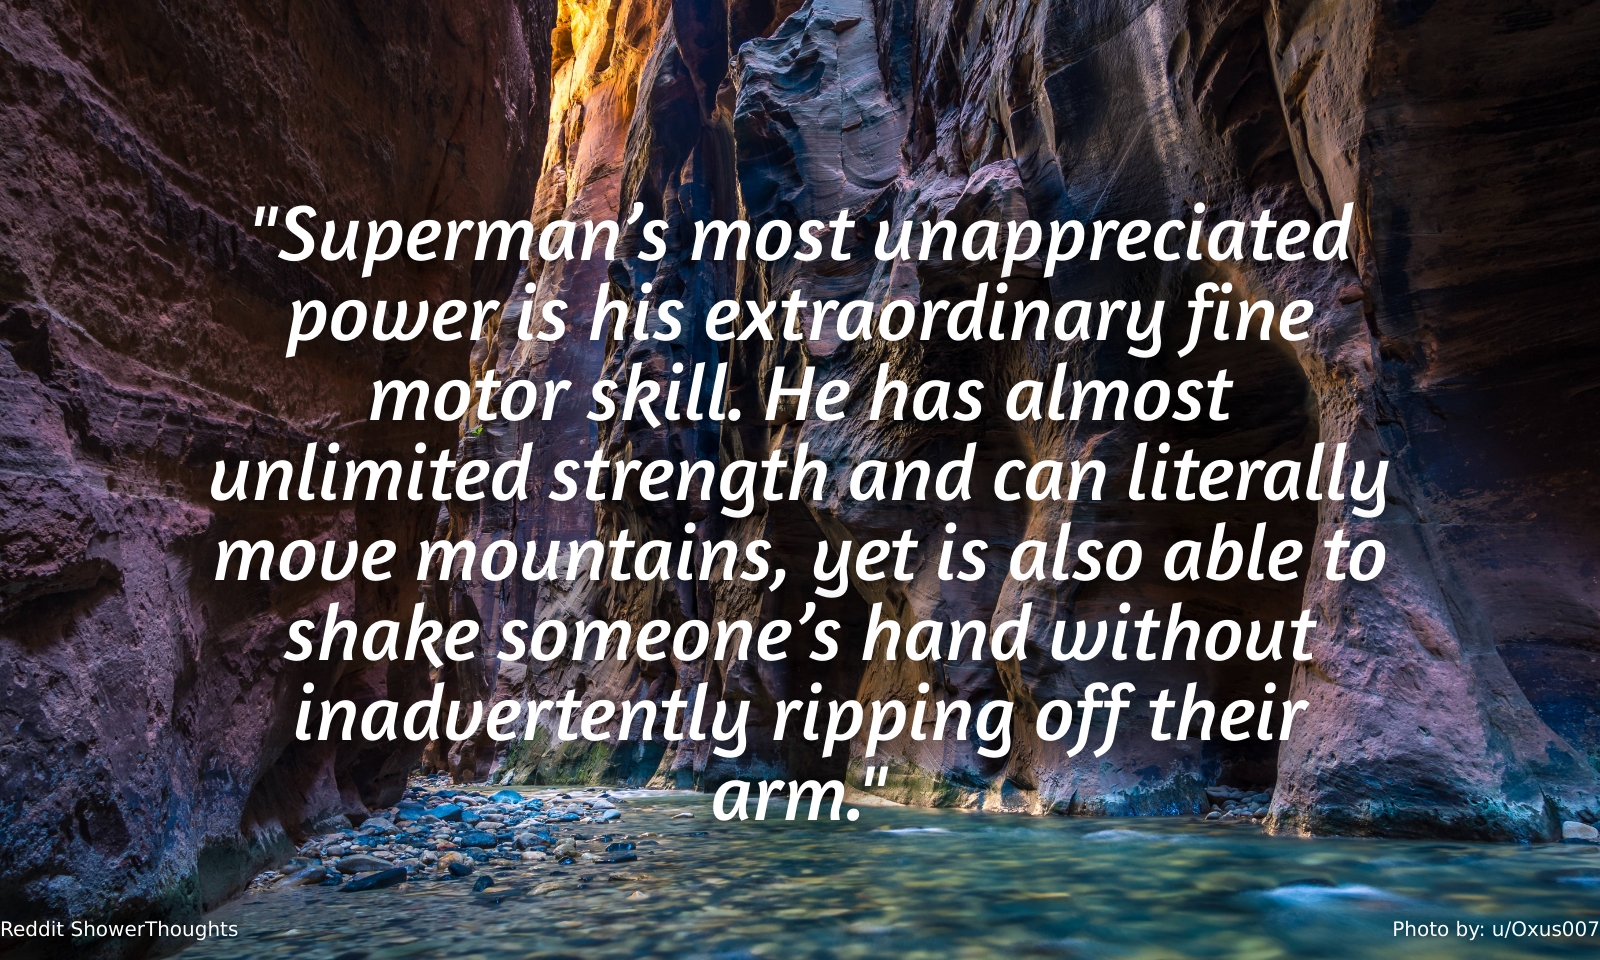 "Superman’s most unappreciated
power is his extraordinary fine
motor skill. He has almost
unlimited strength and can literally
move mountains, yet is also able to
shake someone’s hand without
inadvertently ripping off their
arm."
Reddit ShowerThoughts
Photo by: u/Oxus007